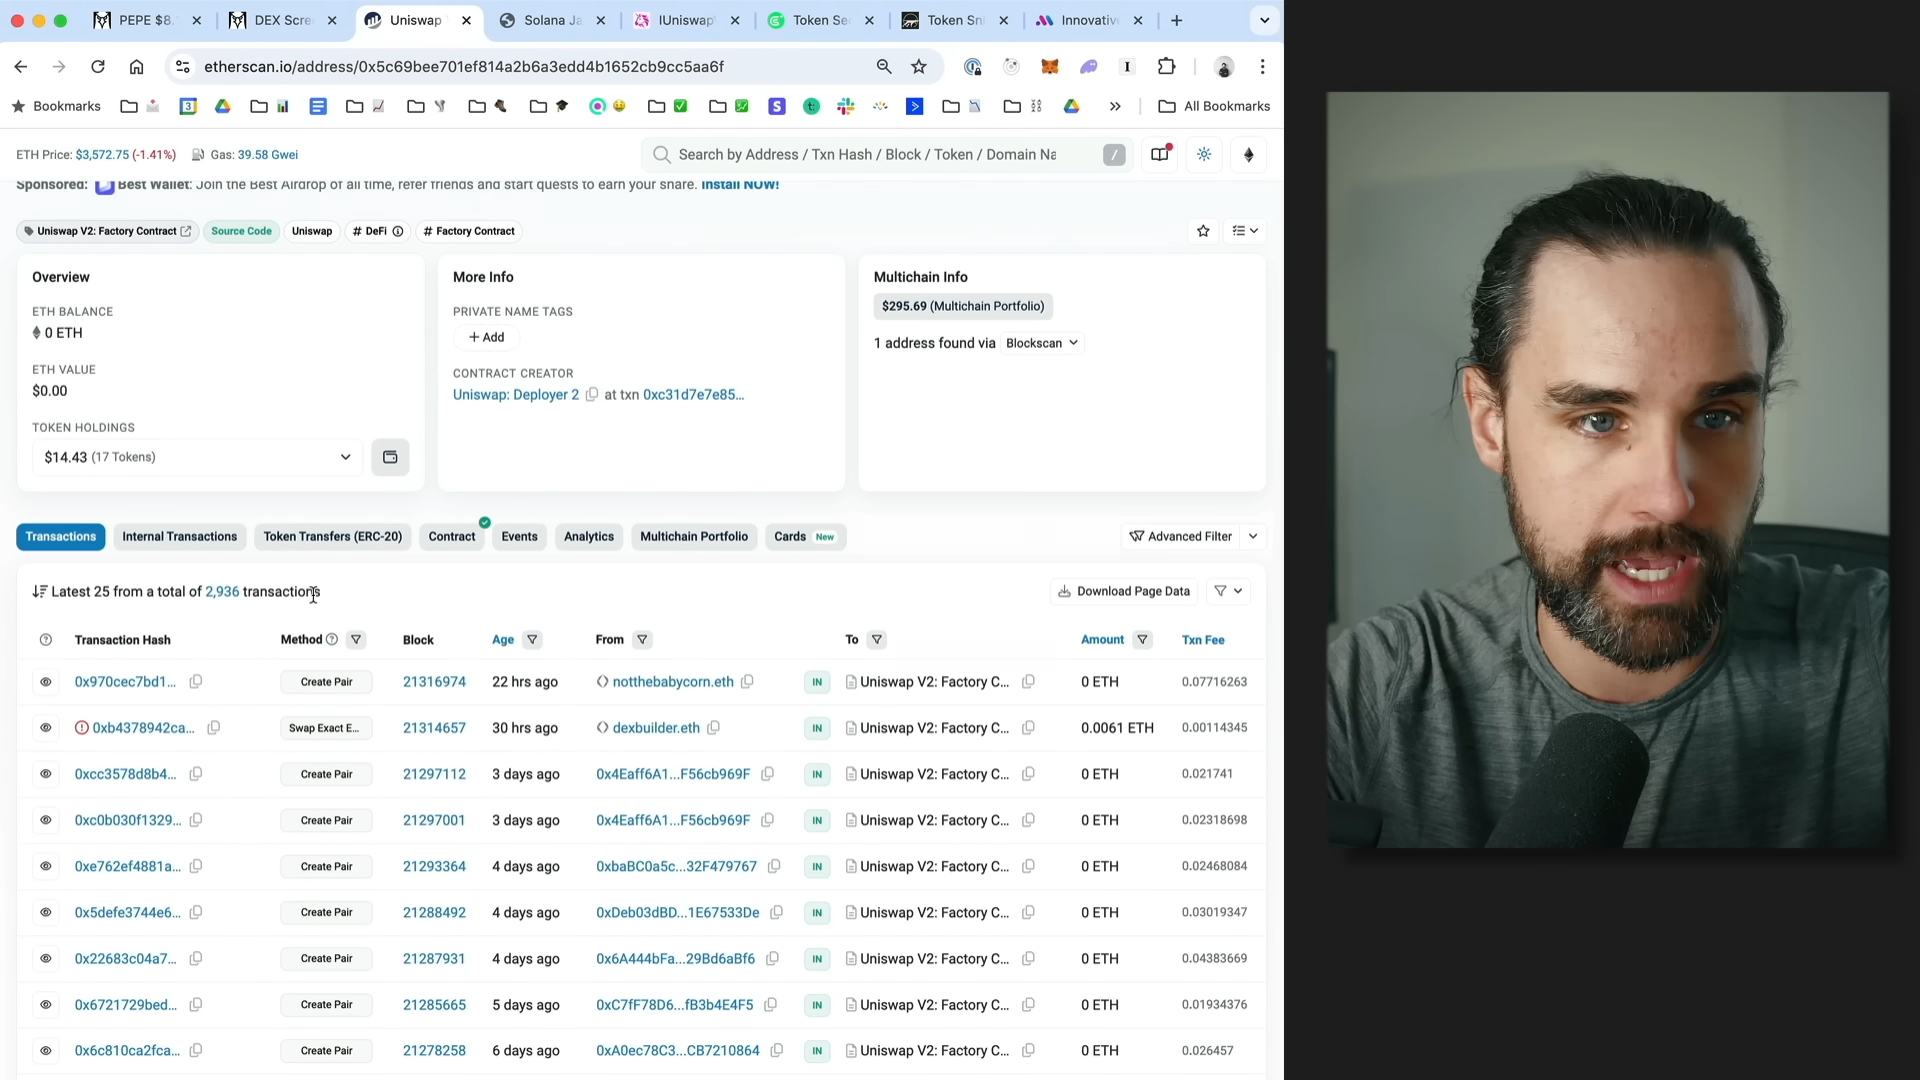 PEPE $8.
DEX Scre
Uniswap
Solana Ja
IUniswap
Token Se
Token Sn
Innovativ
etherscan.io/address/0x5c69bee701ef814a2b6a3edd4b1652cb9cc5aa6f
Bookmarks
All Bookmarks
ETH Price: $3,572.75 (-1.41%)
Gas: 39.58 Gwei
Search by Address / Txn Hash / Block / Token / Domain Na
/
Sponsored: Best Wallet: Join the Best Airdrop of all time, refer friends and start quests to earn your share. Install NOW!
Uniswap V2: Factory Contract
Source Code
Uniswap
# DeFi
# Factory Contract
Overview
ETH BALANCE
0 ETH
ETH VALUE
$0.00
TOKEN HOLDINGS
$14.43 (17 Tokens)
More Info
PRIVATE NAME TAGS
+ Add
CONTRACT CREATOR
Uniswap: Deployer 2 at txn 0xc31d7e7e85...
Multichain Info
$295.69 (Multichain Portfolio)
1 address found via Blockscan
Transactions
Internal Transactions
Token Transfers (ERC-20)
Contract
Events
Analytics
Multichain Portfolio
Cards New
Advanced Filter
Latest 25 from a total of 2,936 transactions
Download Page Data
Transaction Hash Method Block Age From To Amount Txn Fee
0x970cec7bd1... Create Pair 21316974 22 hrs ago notthebabycorn.eth IN Uniswap V2: Factory C... 0 ETH 0.07716263
0xb4378942ca... Swap Exact E... 21314657 30 hrs ago dexbuilder.eth IN Uniswap V2: Factory C... 0.0061 ETH 0.00114345
0xcc3578d8b4... Create Pair 21297112 3 days ago 0x4Eaff6A1...F56cb969F IN Uniswap V2: Factory C... 0 ETH 0.021741
0xc0b030f1329... Create Pair 21297001 3 days ago 0x4Eaff6A1...F56cb969F IN Uniswap V2: Factory C... 0 ETH 0.02318698
0xe762ef4881a... Create Pair 21293364 4 days ago 0xbaBC0a5c...32F479767 IN Uniswap V2: Factory C... 0 ETH 0.02468084
0x5defe3744e6... Create Pair 21288492 4 days ago 0xDeb03dBD...1E67533De IN Uniswap V2: Factory C... 0 ETH 0.03019347
0x22683c04a7... Create Pair 21287931 4 days ago 0x6A444bFa...29Bd6aBf6 IN Uniswap V2: Factory C... 0 ETH 0.04383669
0x6721729bed... Create Pair 21285665 5 days ago 0xC7fF78D6...fB3b4E4F5 IN Uniswap V2: Factory C... 0 ETH 0.01934376
0x6c810ca2fca... Create Pair 21278258 6 days ago 0xA0ec78C3...CB7210864 IN Uniswap V2: Factory C... 0 ETH 0.026457